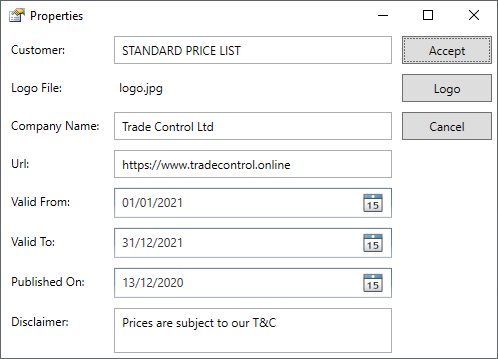 Properties
Customer: STANDARD PRICE LIST Accept
Logo File: logo.jpg Logo
Company Name: Trade Control Ltd Cancel
Url: https://www.tradecontrol.online
Valid From: 01/01/2021 15
Valid To: 31/12/2021 15
Published On: 13/12/2020 15
Disclaimer: Prices are subject to our T&C